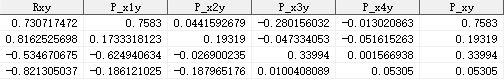 Rxy P_x1y P_x2y P_x3y P_x4y P_xy
0.730717472 0.7583 0.0441592679 -0.280156032 -0.013020863 0.7583
0.8162525698 0.1733318123 0.19319 -0.047334053 -0.051615263 0.19319
-0.534670675 -0.624940634 -0.026900235 0.33994 0.001566938 0.33994
-0.821305037 -0.186121025 -0.187965176 0.0100408089 0.05305 0.05305